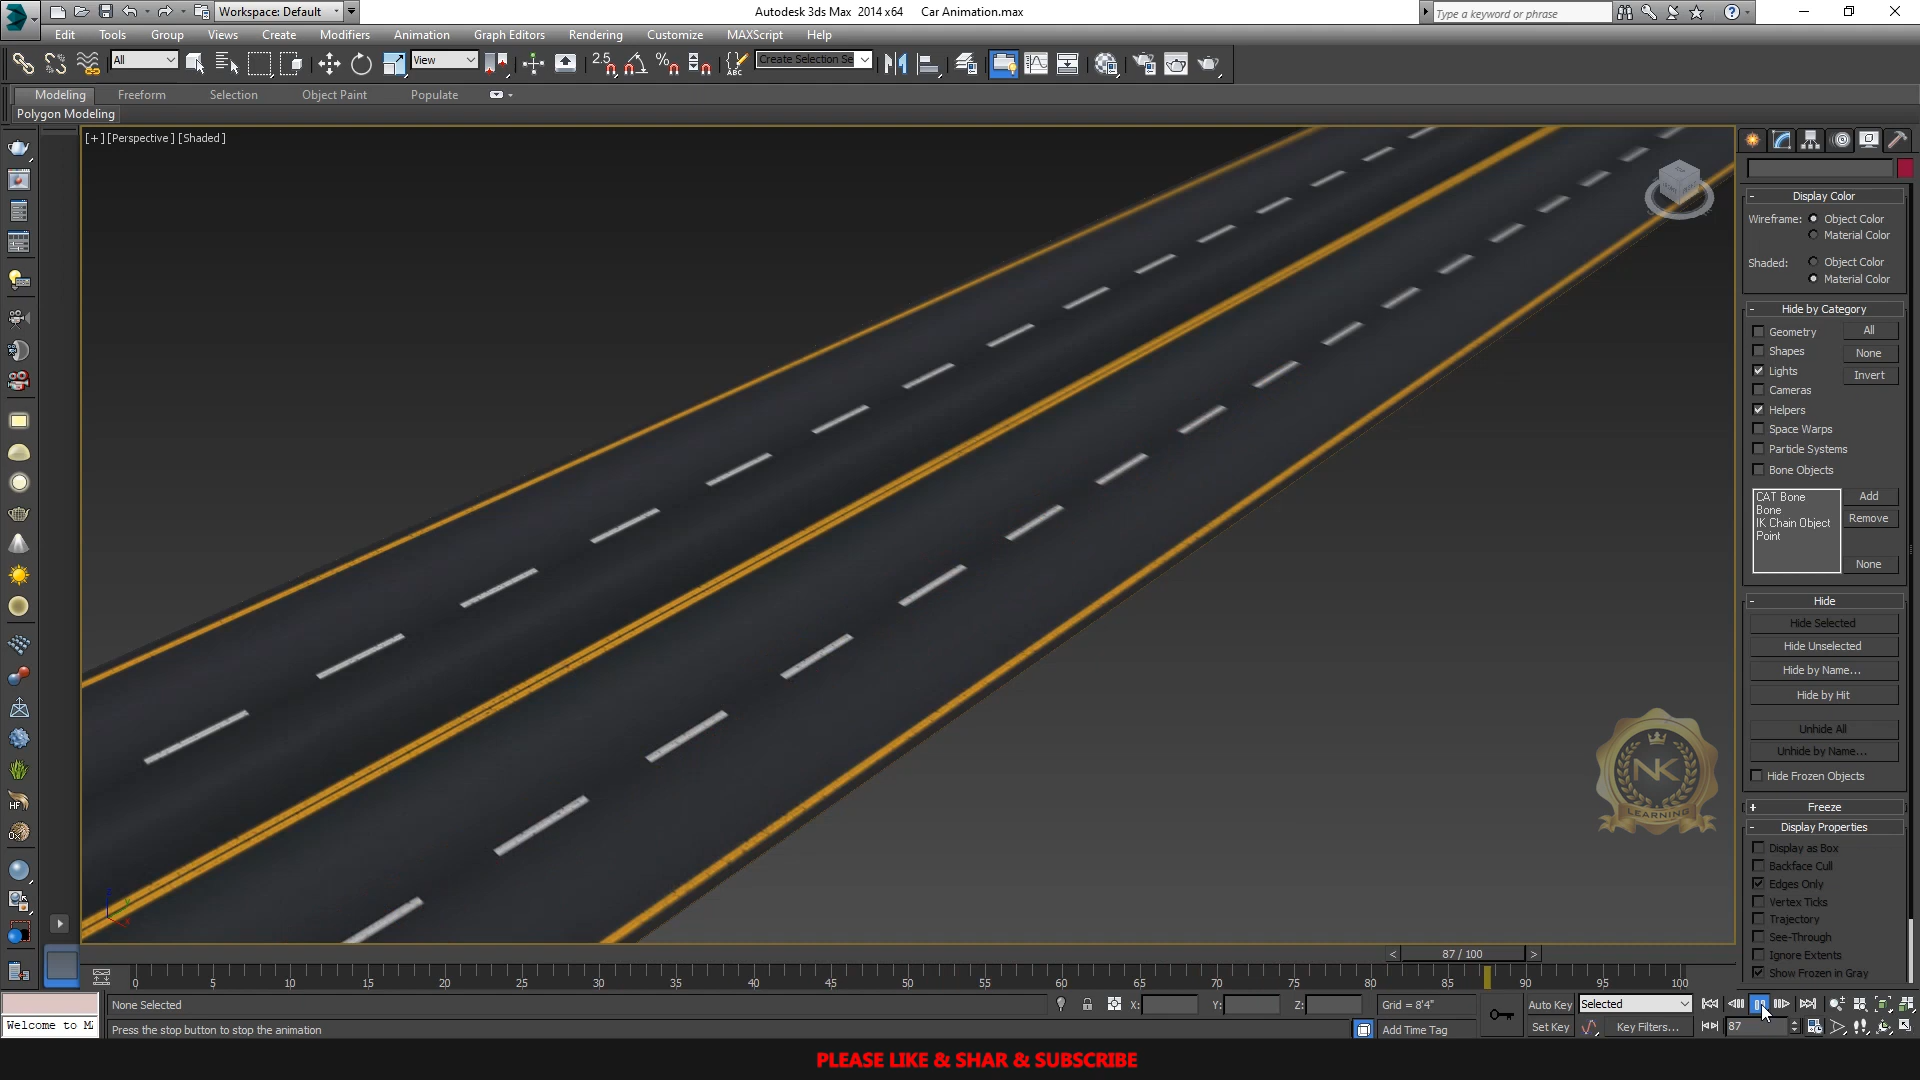 Workspace: Default
Autodesk 3ds Max 2014 x64 Car Animation.max
Type a keyword or phrase
Edit Tools Group Views Create Modifiers Animation Graph Editors Rendering Customize MAXScript Help
All
View
2.5
Create Selection Se
Modeling Freeform Selection Object Paint Populate
Polygon Modeling
[+][Perspective][Shaded]
Display Color
Wireframe: Object Color
Material Color
Shaded: Object Color
Material Color
Hide by Category
Geometry All
Shapes None
Lights Invert
Cameras
Helpers
Space Warps
Particle Systems
Bone Objects
CAT Bone Add
Bone
IK Chain Object Remove
Point
None
Hide
Hide Selected
Hide Unselected
Hide by Name...
Hide by Hit
Unhide All
Unhide by Name...
Hide Frozen Objects
Freeze
Display Properties
Display as Box
Backface Cull
Edges Only
Vertex Ticks
Trajectory
See-Through
Ignore Extents
Show Frozen in Gray
NK
LEARNING
< 87 / 100 >
0 5 10 15 20 25 30 35 40 45 50 55 60 65 70 75 80 85 90 95 100
None Selected X: Y: Z: Grid = 8'4" Auto Key Selected
Welcome to M
Press the stop button to stop the animation Add Time Tag Set Key Key Filters... 87
PLEASE LIKE & SHAR & SUBSCRIBE